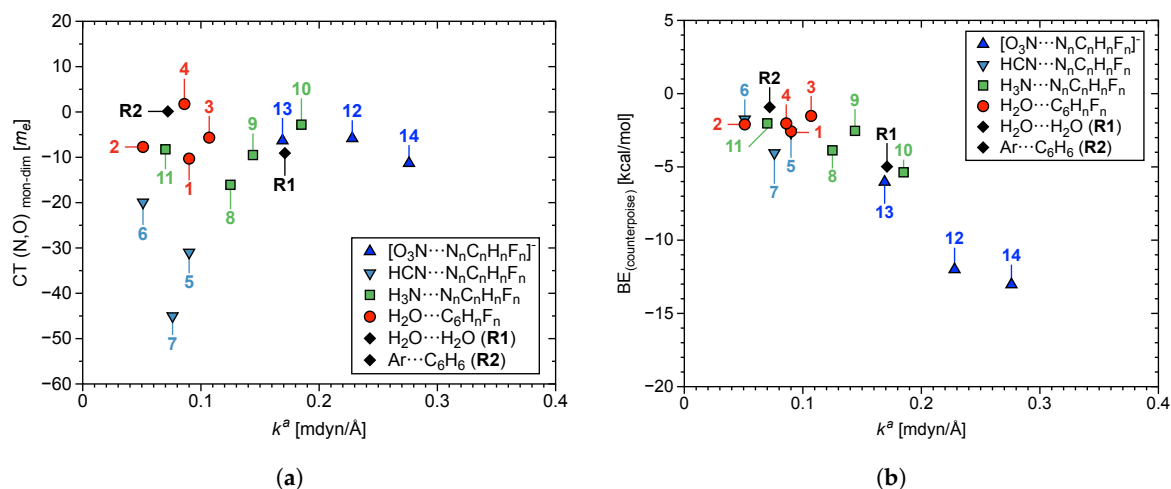 20
10
0
−10
−20
−30
−40
−50
−60
CT (N,O) mon-dim [me]
4
R2
3
2
1
11
9
8
10
13
12
14
R1
6
5
7
[O3N···NnCnHnFn]-
HCN···NnCnHnFn
H3N···NnCnHnFn
H2O···C6HnFn
H2O···H2O (R1)
Ar···C6H6 (R2)
0
0.1
0.2
0.3
0.4
ka [mdyn/Å]
(a)
5
0
−5
−10
−15
−20
BE(counterpoise) [kcal/mol]
R2
6
4
3
2
1
11
5
7
9
8
R1
10
13
12
14
[O3N···NnCnHnFn]-
HCN···NnCnHnFn
H3N···NnCnHnFn
H2O···C6HnFn
H2O···H2O (R1)
Ar···C6H6 (R2)
0
0.1
0.2
0.3
0.4
ka [mdyn/Å]
(b)